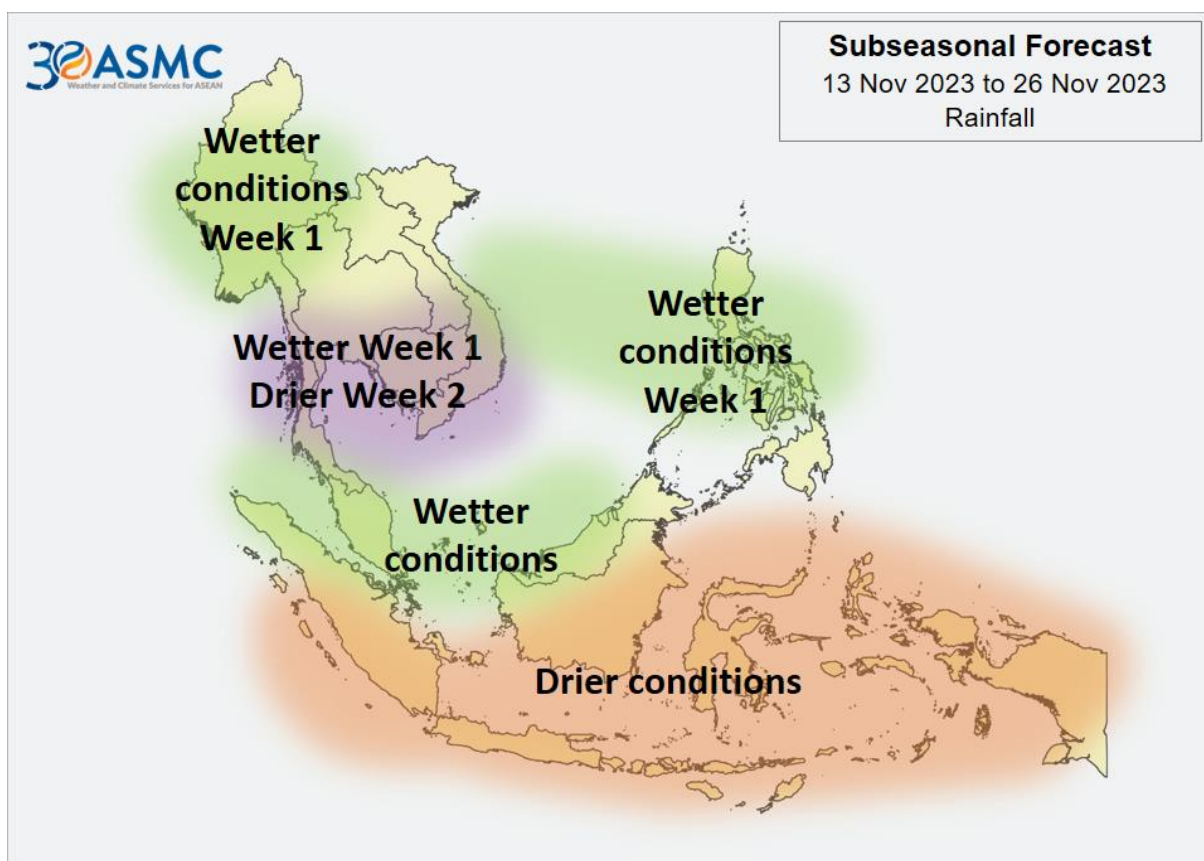 30 ASMC
Weather and Climate Services for ASEAN
Subseasonal Forecast
13 Nov 2023 to 26 Nov 2023
Rainfall
Wetter
conditions
Week 1
Wetter Week 1
Drier Week 2
Wetter
conditions
Week 1
Wetter
conditions
Drier conditions